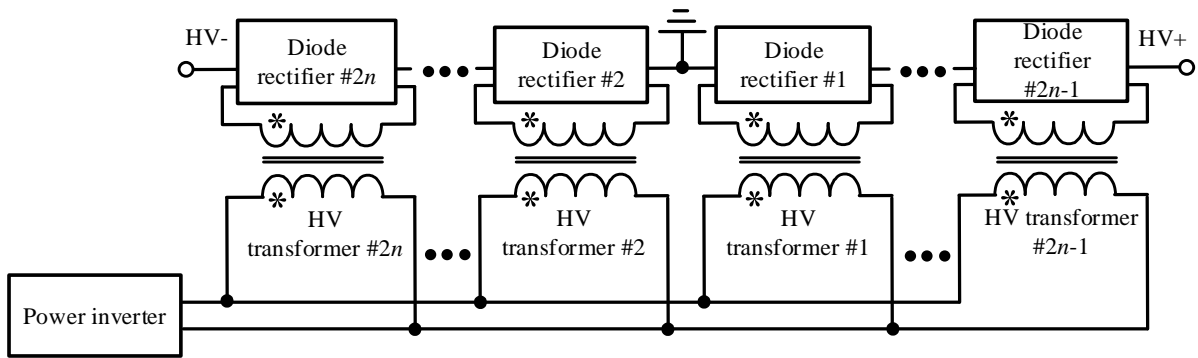 HV-
Diode
rectifier #2n
Diode
rectifier #2
Diode
rectifier #1
Diode
rectifier
#2n-1
HV+
*
*
*
*
*
*
*
*
HV
transformer #2n
HV
transformer #2
HV
transformer #1
HV transformer
#2n-1
Power inverter